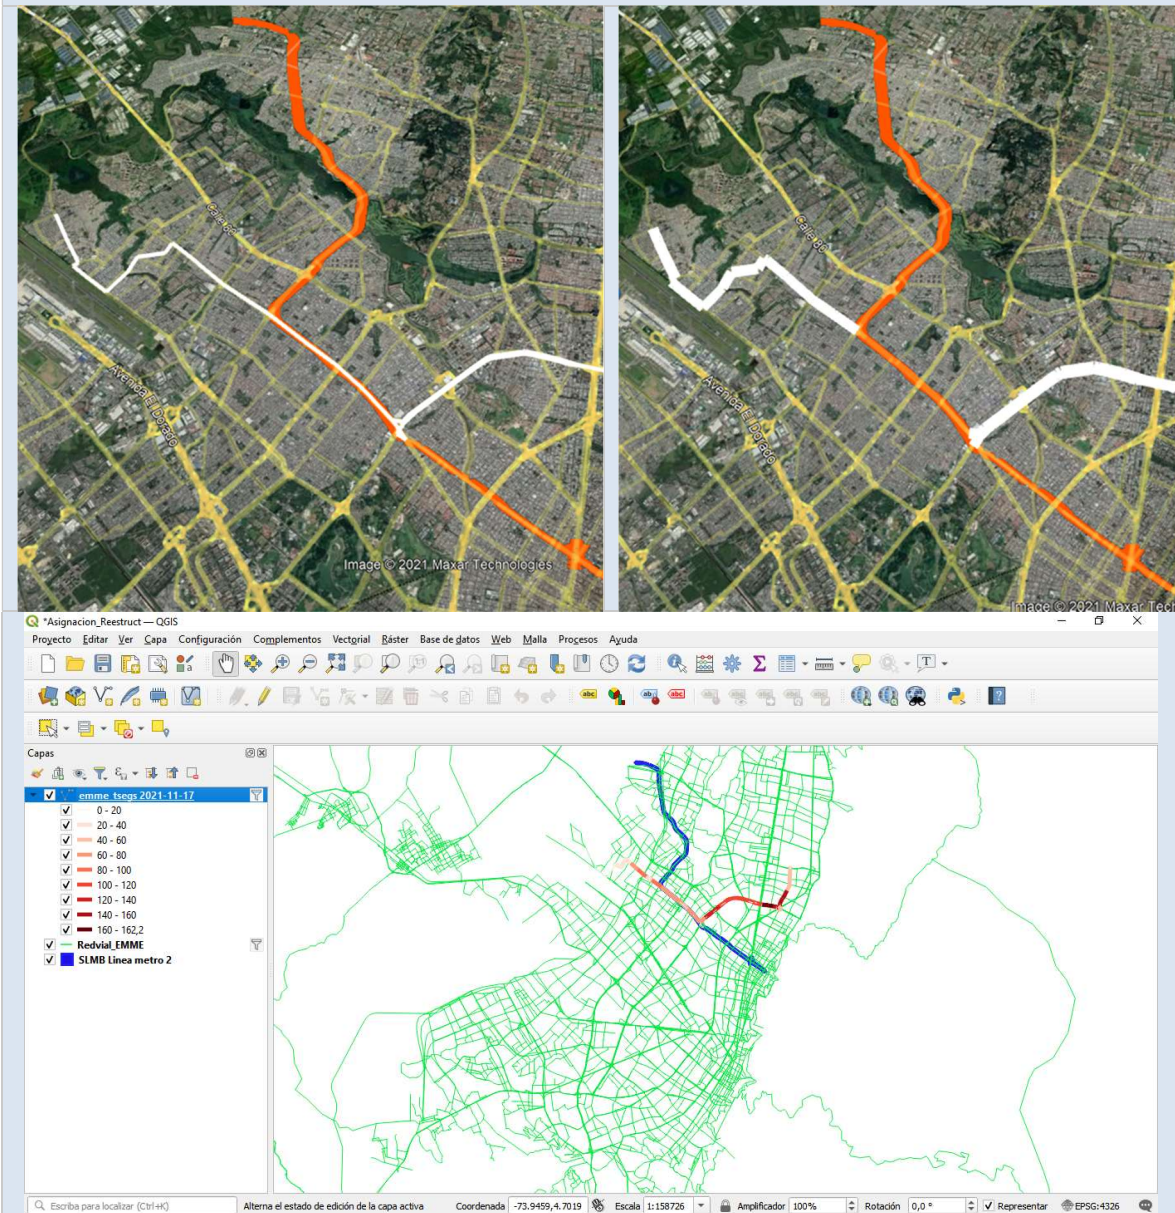 Calle 80
Avenida El Dorado
Image © 2021 Maxar Technologies
Calle 80
Avenida El Dorado
Image © 2021 Maxar Tech
*Asignacion_Reestruct — QGIS
Proyecto Editar Ver Capa Configuración Complementos Vectorial Ráster Base de datos Web Malla Procesos Ayuda
Capas
emme_tsegs 2021-11-17
0 - 20
20 - 40
40 - 60
60 - 80
80 - 100
100 - 120
120 - 140
140 - 160
160 - 162,2
Redvial_EMME
SLMB Linea metro 2
Escriba para localizar (Ctrl+K)
Alterna el estado de edición de la capa activa
Coordenada -73.9459,4.7019
Escala 1:158726
Amplificador 100%
Rotación 0,0 °
Representar
EPSG:4326